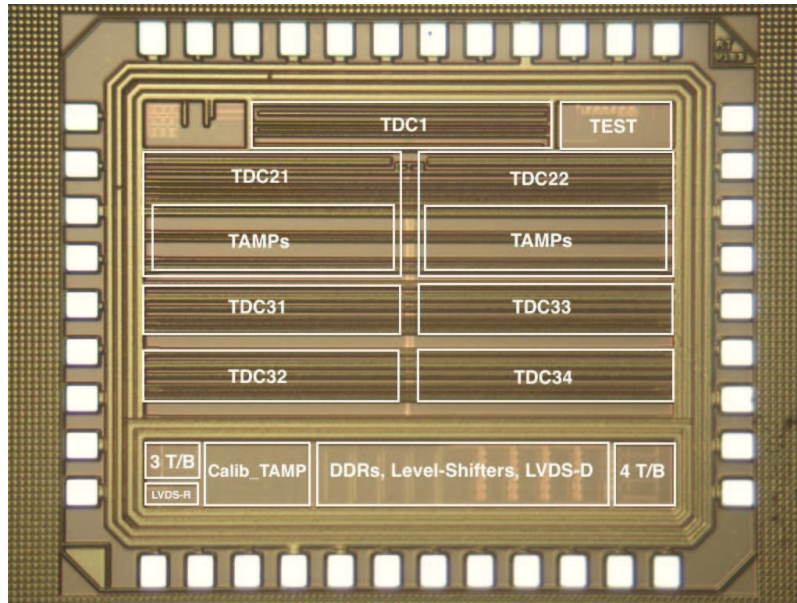 TDC1
TEST
TDC21
TDC22
TAMPs
TAMPs
TDC31
TDC33
TDC32
TDC34
3 T/B
Calib_TAMP
DDRs, Level-Shifters, LVDS-D
4 T/B
LVDS-R